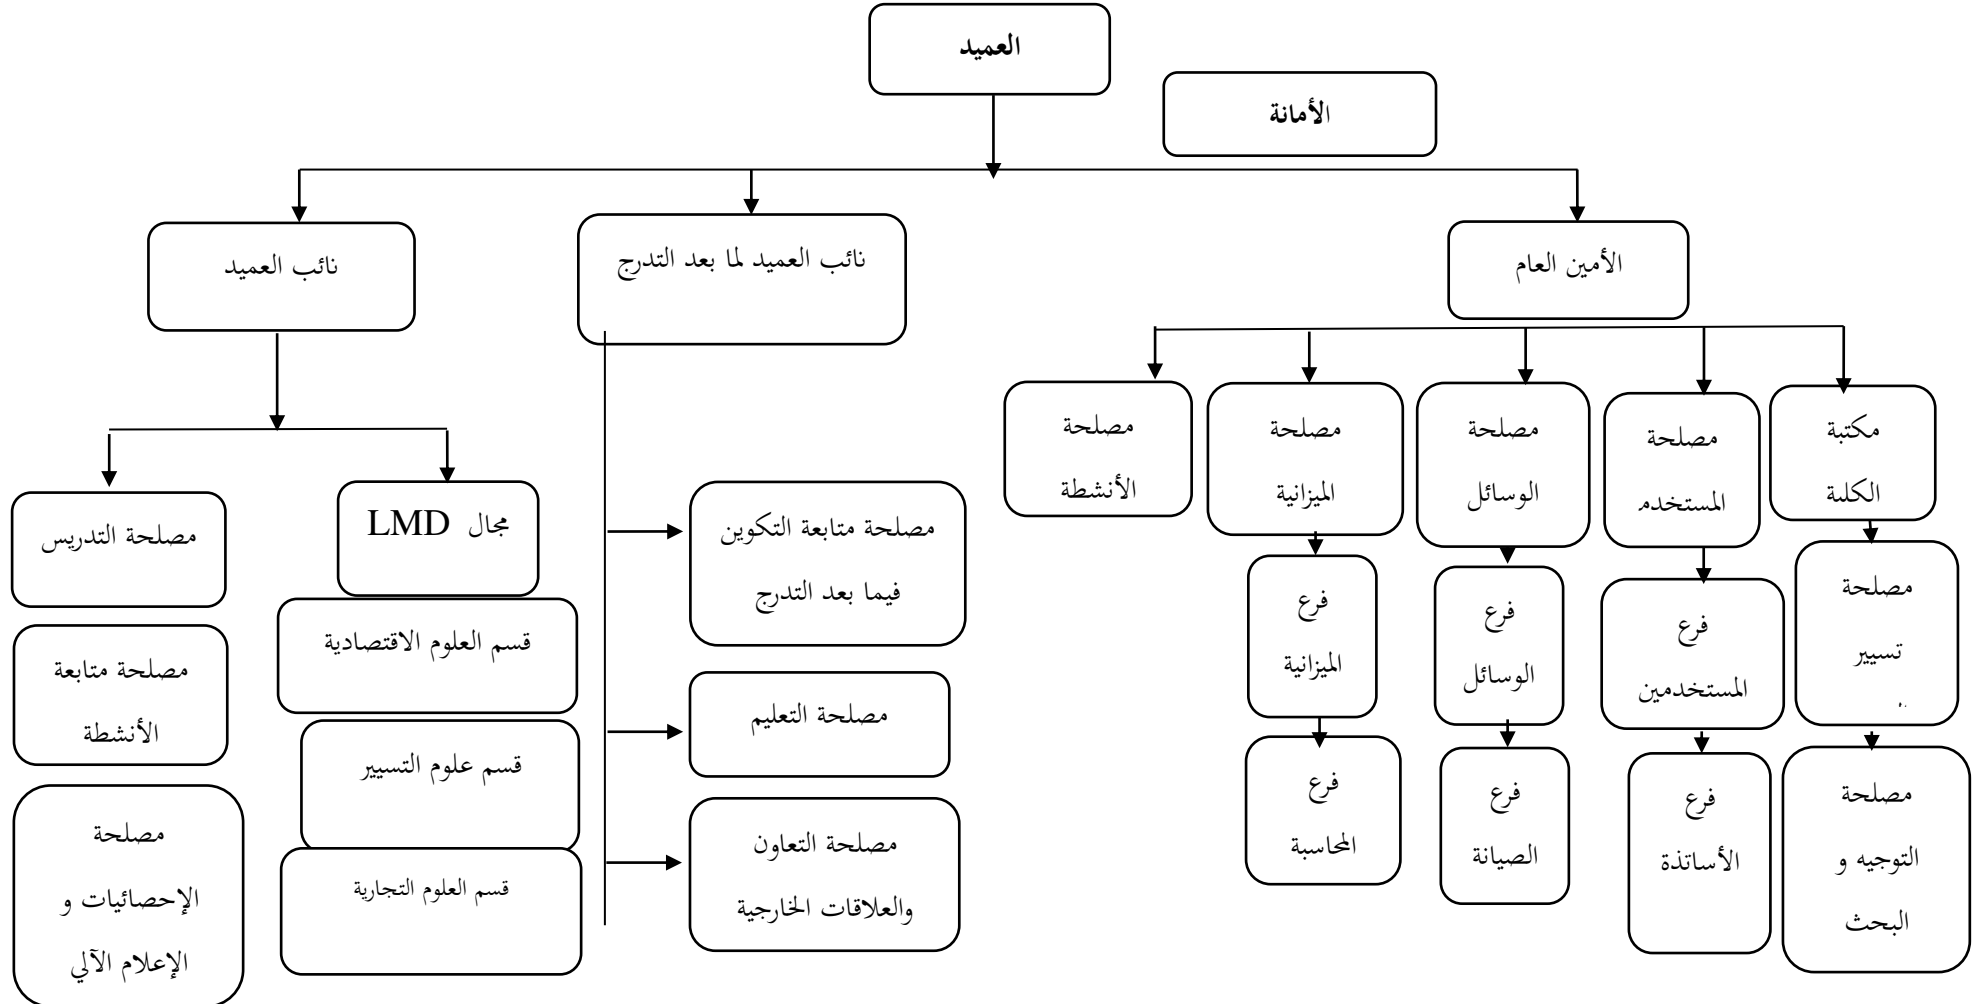 العميد
الأمانة
الأمين العام
نائب العميد لما بعد التدرج
نائب العميد
مكتبة
الكلية
مصلحة
المستخدم
مصلحة
الوسائل
مصلحة
الميزانية
مصلحة
الأنشطة
مصلحة
تسيير
فرع
المستخدمين
فرع
الوسائل
فرع
الميزانية
مصلحة
التوجيه و
البحث
فرع
الأساتذة
فرع
الصيانة
فرع
المحاسبة
مصلحة متابعة التكوين
فيما بعد التدرج
مصلحة التعليم
مصلحة التعاون
والعلاقات الخارجية
مجال LMD
قسم العلوم الاقتصادية
قسم علوم التسيير
قسم العلوم التجارية
مصلحة التدريس
مصلحة متابعة
الأنشطة
مصلحة
الإحصائيات و
الإعلام الآلي